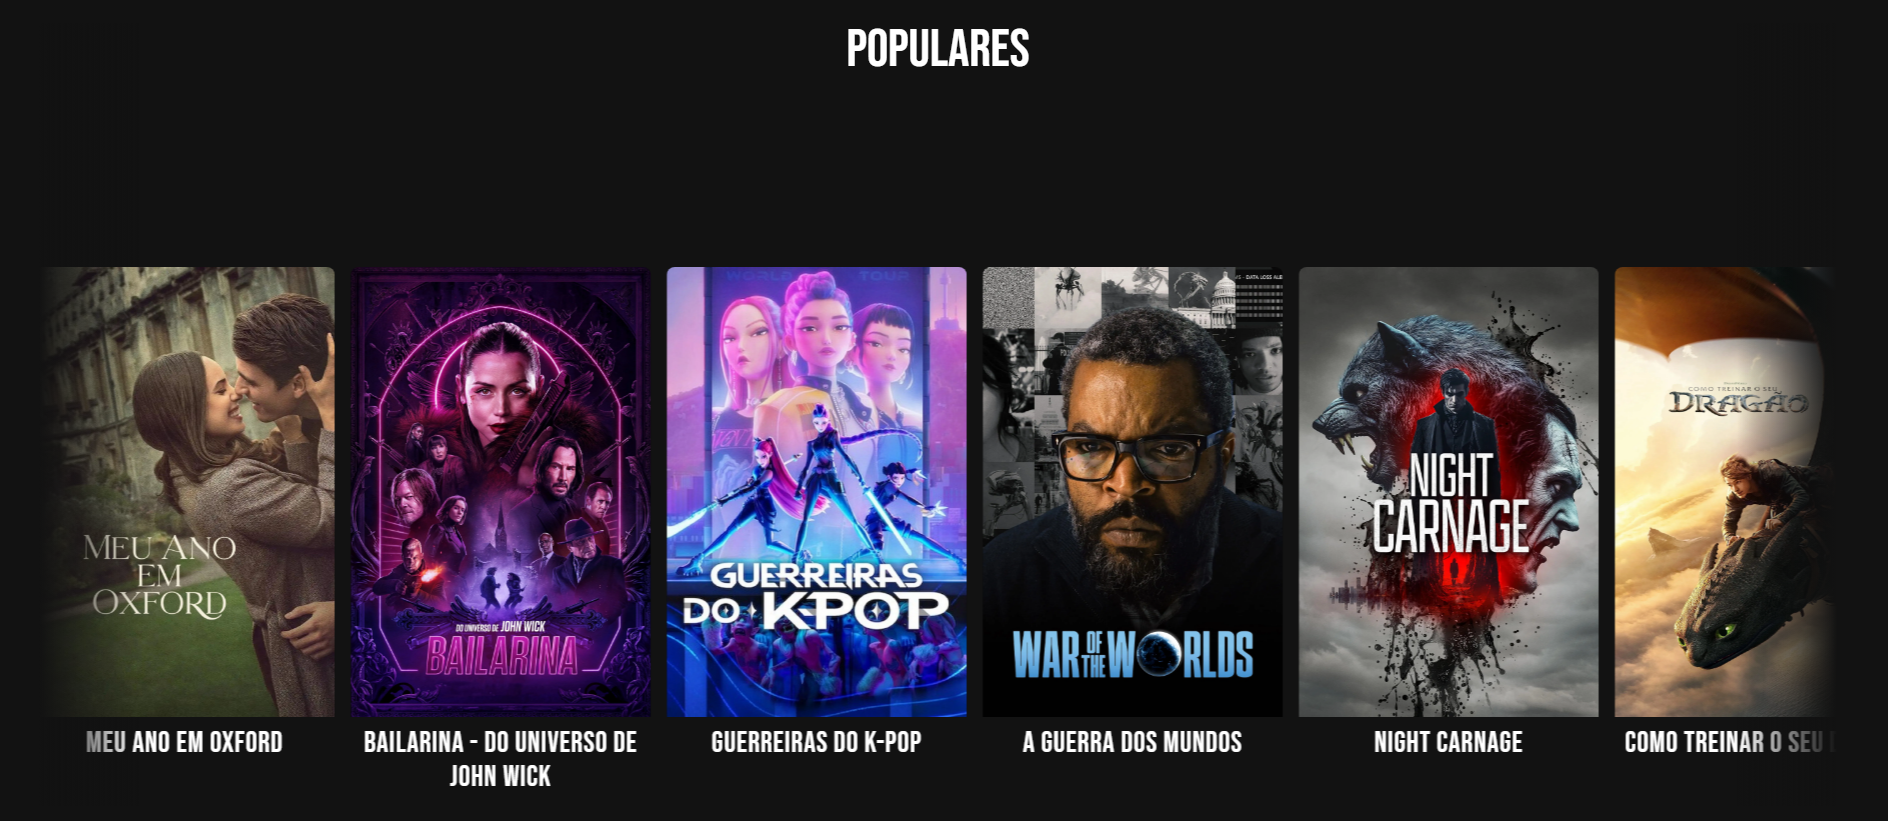 POPULARES
MEU ANO
EM
OXFORD
DO UNIVERSO DE JOHN WICK
BAILARINA
WORLD TOUR
GUERREIRAS
DO K-POP
WAR OF THE WORLDS
NIGHT
CARNAGE
COMO TREINAR O SEU
DRAGÃO
MEU ANO EM OXFORD
BAILARINA - DO UNIVERSO DE
JOHN WICK
GUERREIRAS DO K-POP
A GUERRA DOS MUNDOS
NIGHT CARNAGE
COMO TREINAR O SEU